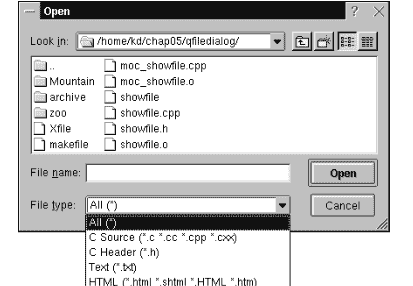 Open ? ×
Look in: /home/kd/chap05/qfiledialog/
.. moc_showfile.cpp
Mountain moc_showfile.o
archive showfile
zoo showfile.cpp
Xfile showfile.h
makefile showfile.o
File name: Open
File type: All (*) Cancel
All (*)
C Source (*.c *.cc *.cpp *.cxx)
C Header (*.h)
Text (*.txt)
HTML (*.html *.shtml *.HTML *.htm)